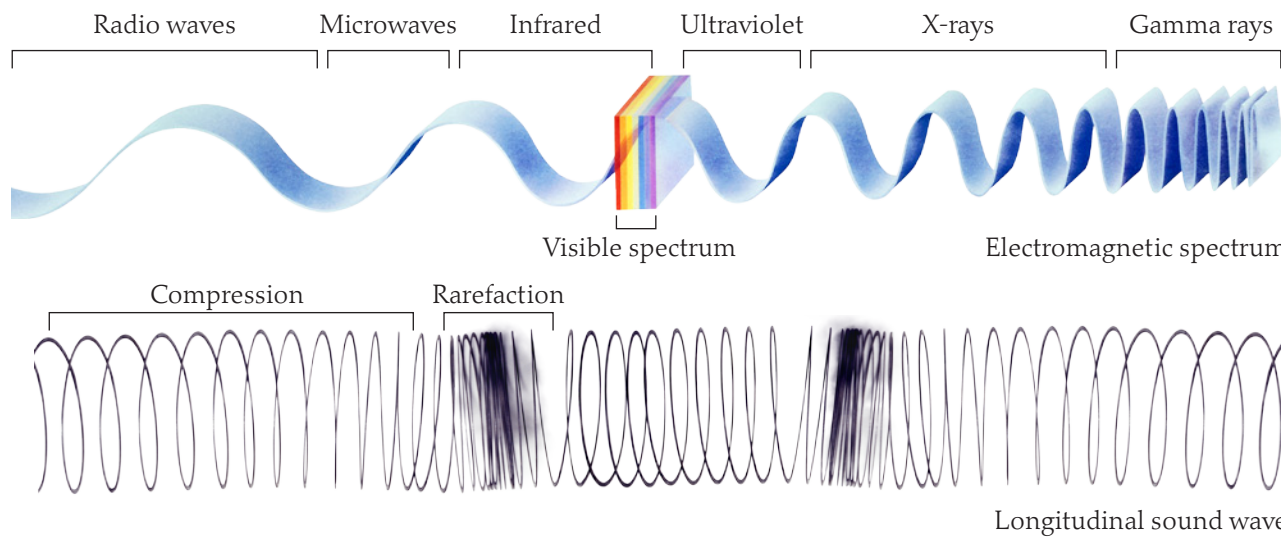 Radio waves Microwaves Infrared Ultraviolet X-rays Gamma rays
Visible spectrum Electromagnetic spectrum
Compression Rarefaction
Longitudinal sound wave